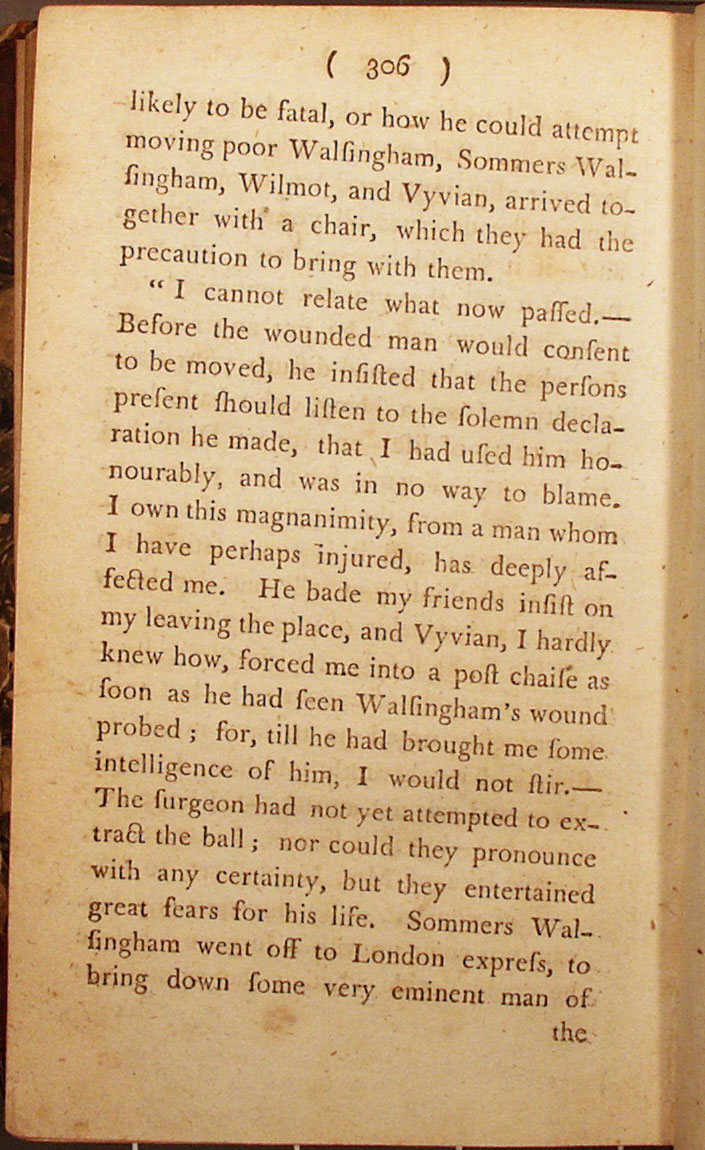 ( 306 )
likely to be fatal, or how he could attempt
moving poor Walſingham, Sommers Wal-
ſingham, Wilmot, and Vyvian, arrived to-
gether with a chair, which they had the
precaution to bring with them.
“ I cannot relate what now paſſed.—
Before the wounded man would conſent
to be moved, he inſiſted that the perſons
preſent ſhould liſten to the ſolemn decla-
ration he made, that I had uſed him ho-
nourably, and was in no way to blame.
I own this magnanimity, from a man whom
I have perhaps injured, has deeply af-
fected me. He bade my friends inſiſt on
my leaving the place, and Vyvian, I hardly
knew how, forced me into a poſt chaiſe as
ſoon as he had ſeen Walſingham's wound
probed ; for, till he had brought me ſome
intelligence of him, I would not ſtir.—
The ſurgeon had not yet attempted to ex-
tract the ball ; nor could they pronounce
with any certainty, but they entertained
great fears for his life. Sommers Wal-
ſingham went off to London expreſs, to
bring down ſome very eminent man of
the